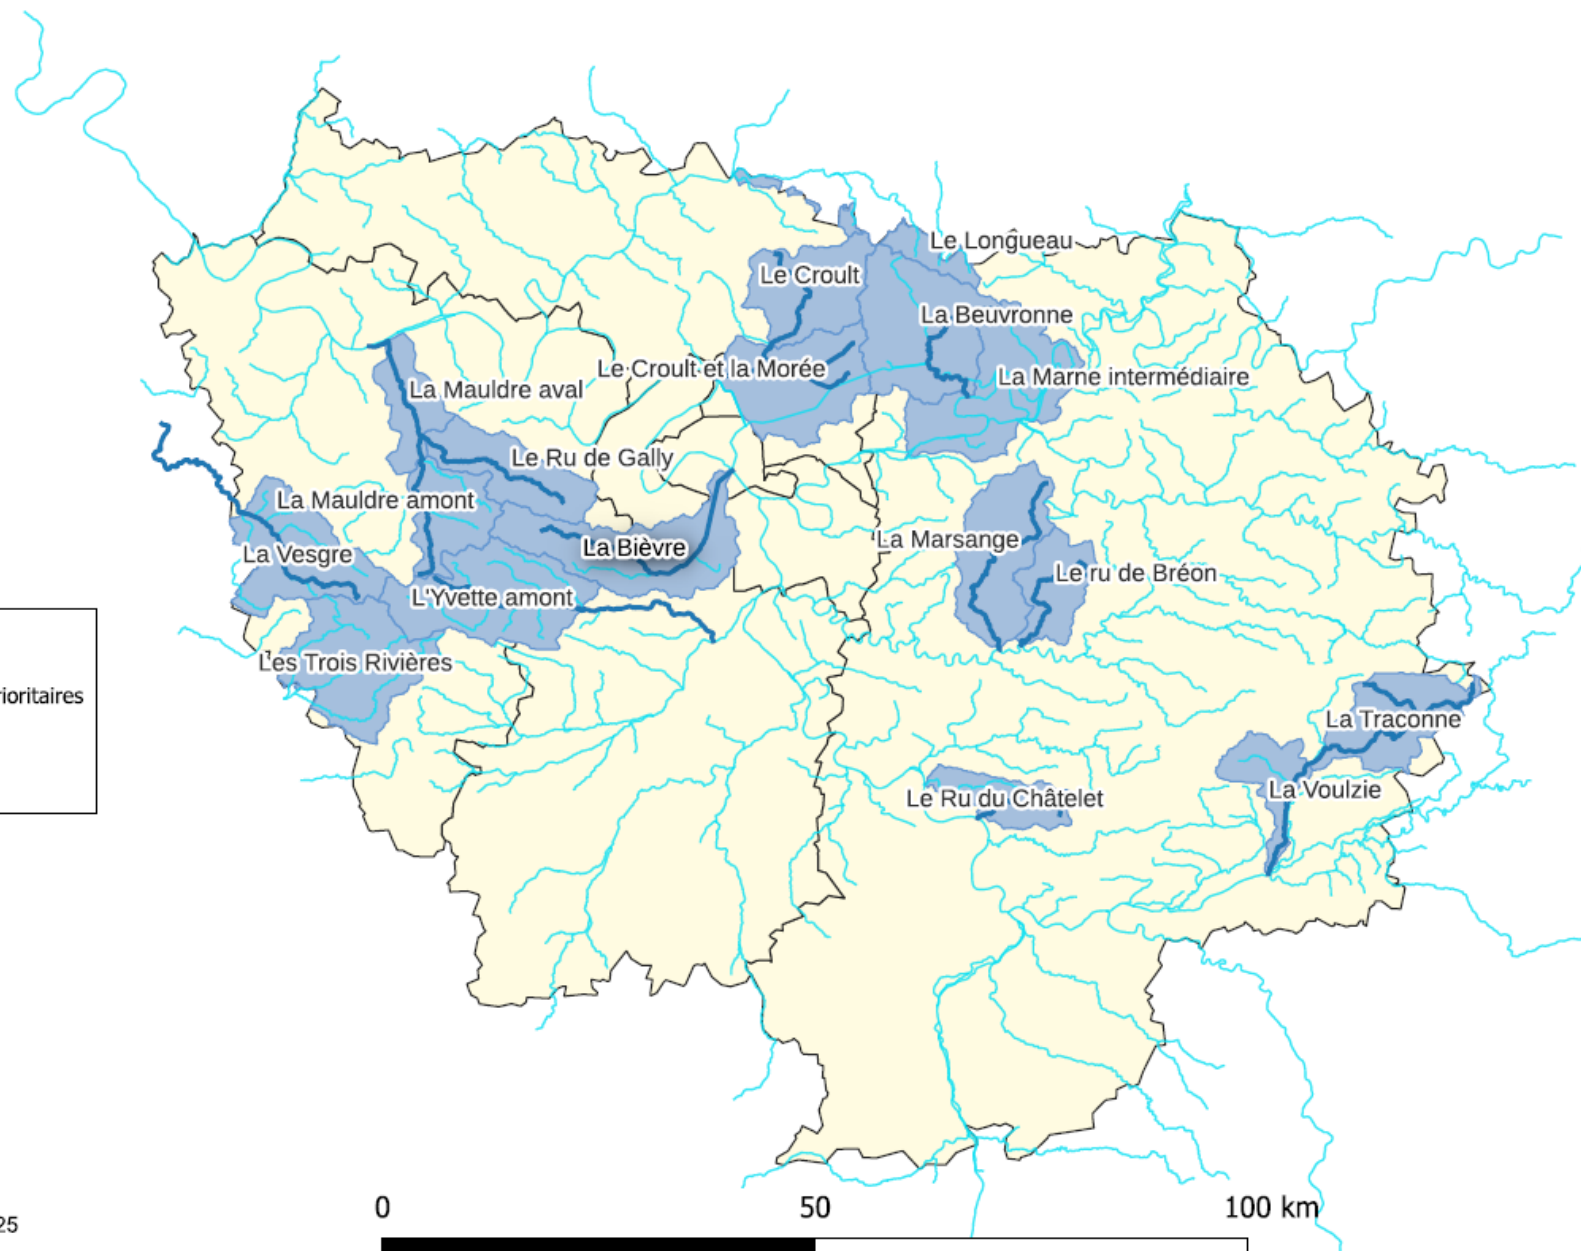 Le Longueau
Le Croult
La Beuvronne
Le Croult et la Morée
La Marne intermédiaire
La Mauldre aval
Le Ru de Gally
La Mauldre amont
La Bièvre
La Marsange
La Vesgre
Le ru de Bréon
L'Yvette amont
Les Trois Rivières
rioritaires
La Traconne
La Voulzie
Le Ru du Châtelet
0 50 100 km
25